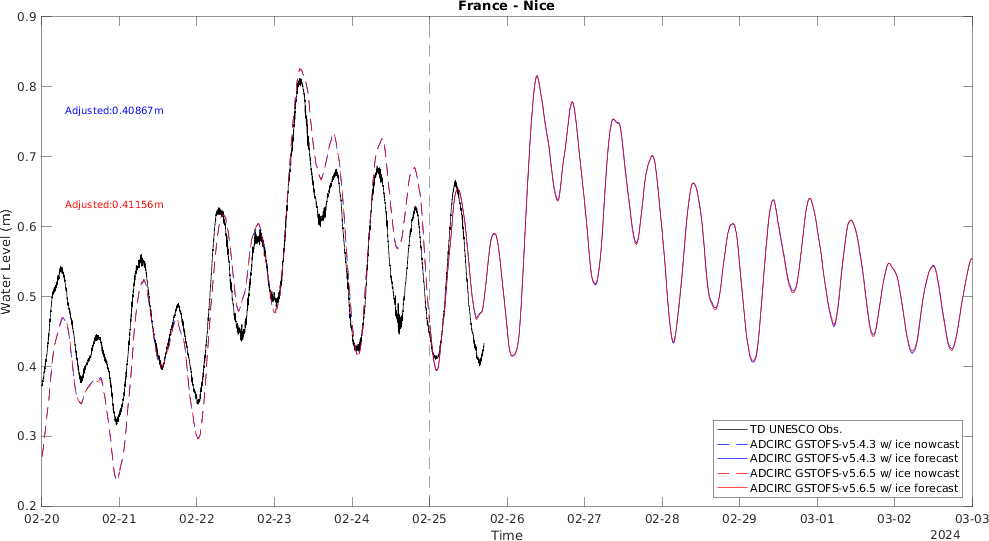 France - Nice
0.9
0.8
0.7
0.6
0.5
0.4
0.3
0.2
Water Level (m)
Adjusted:0.40867m
Adjusted:0.41156m
TD UNESCO Obs.
ADCIRC GSTOFS-v5.4.3 w/ ice nowcast
ADCIRC GSTOFS-v5.4.3 w/ ice forecast
ADCIRC GSTOFS-v5.6.5 w/ ice nowcast
ADCIRC GSTOFS-v5.6.5 w/ ice forecast
02-20 02-21 02-22 02-23 02-24 02-25 02-26 02-27 02-28 02-29 03-01 03-02 03-03
Time
2024